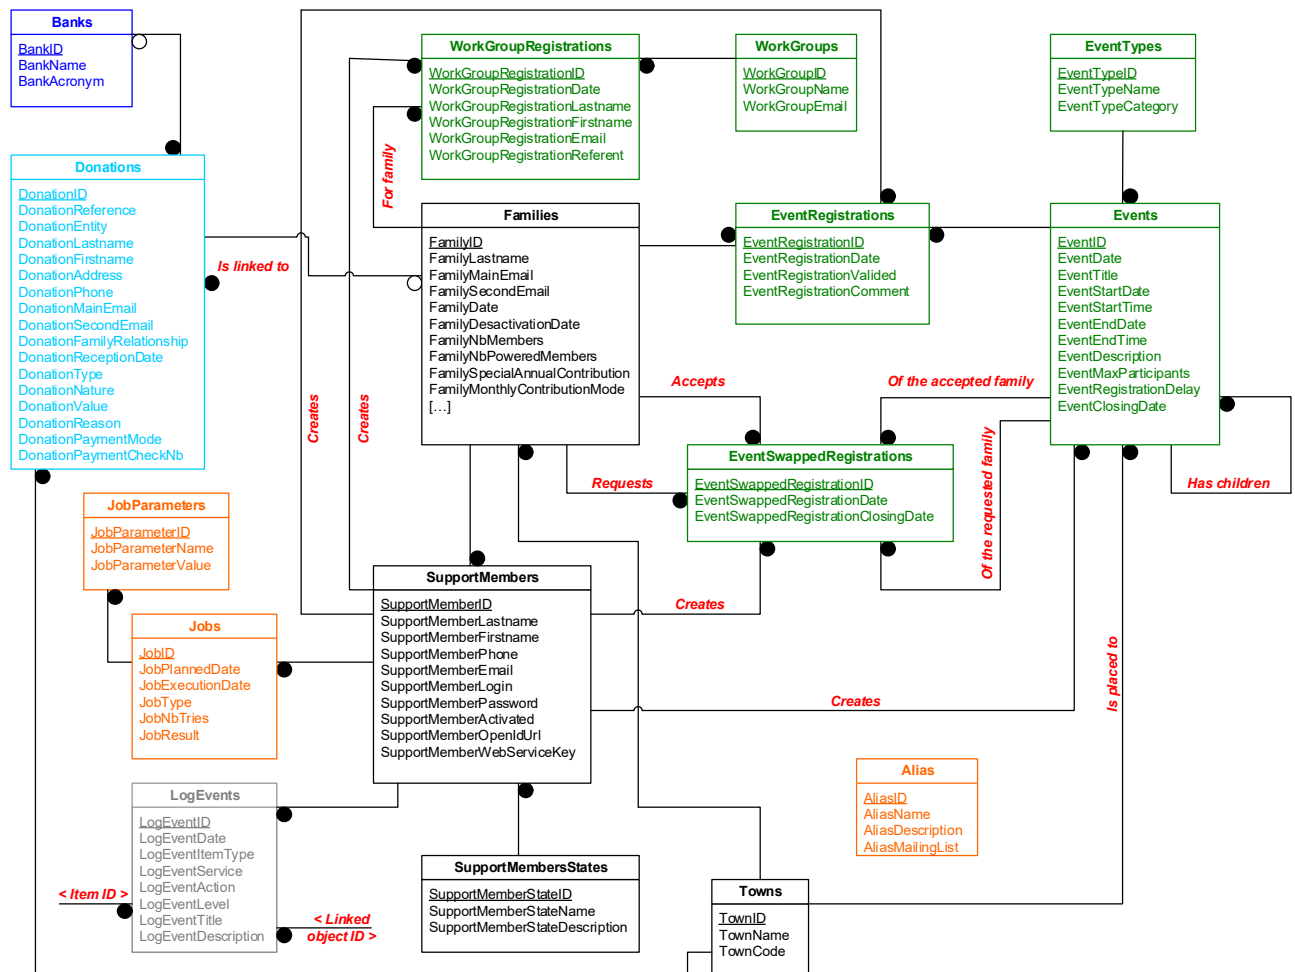 Banks
BankID
BankName
BankAcronym
WorkGroupRegistrations
WorkGroupRegistrationID
WorkGroupRegistrationDate
WorkGroupRegistrationLastname
WorkGroupRegistrationFirstname
WorkGroupRegistrationEmail
WorkGroupRegistrationReferent
WorkGroups
WorkGroupID
WorkGroupName
WorkGroupEmail
EventTypes
EventTypeID
EventTypeName
EventTypeCategory
Donations
DonationID
DonationReference
DonationEntity
DonationLastname
DonationFirstname
DonationAddress
DonationPhone
DonationMainEmail
DonationSecondEmail
DonationFamilyRelationship
DonationReceptionDate
DonationType
DonationNature
DonationValue
DonationReason
DonationPaymentMode
DonationPaymentCheckNb
Is linked to
For family
Families
FamilyID
FamilyLastname
FamilyMainEmail
FamilySecondEmail
FamilyDate
FamilyDesactivationDate
FamilyNbMembers
FamilyNbPoweredMembers
FamilySpecialAnnualContribution
FamilyMonthlyContributionMode
[...]
EventRegistrations
EventRegistrationID
EventRegistrationDate
EventRegistrationValided
EventRegistrationComment
Events
EventID
EventDate
EventTitle
EventStartDate
EventStartTime
EventEndDate
EventEndTime
EventDescription
EventMaxParticipants
EventRegistrationDelay
EventClosingDate
Creates
Creates
Accepts
Of the accepted family
Requests
EventSwappedRegistrations
EventSwappedRegistrationID
EventSwappedRegistrationDate
EventSwappedRegistrationClosingDate
Of the requested family
Has children
JobParameters
JobParameterID
JobParameterName
JobParameterValue
Jobs
JobID
JobPlannedDate
JobExecutionDate
JobType
JobNbTries
JobResult
SupportMembers
SupportMemberID
SupportMemberLastname
SupportMemberFirstname
SupportMemberPhone
SupportMemberEmail
SupportMemberLogin
SupportMemberPassword
SupportMemberActivated
SupportMemberOpenIdUrl
SupportMemberWebServiceKey
Creates
Creates
Is placed to
Alias
AliasID
AliasName
AliasDescription
AliasMailingList
LogEvents
LogEventID
LogEventDate
LogEventItemType
LogEventService
LogEventAction
LogEventLevel
LogEventTitle
LogEventDescription
< Item ID >
< Linked
object ID >
SupportMembersStates
SupportMemberStateID
SupportMemberStateName
SupportMemberStateDescription
Towns
TownID
TownName
TownCode